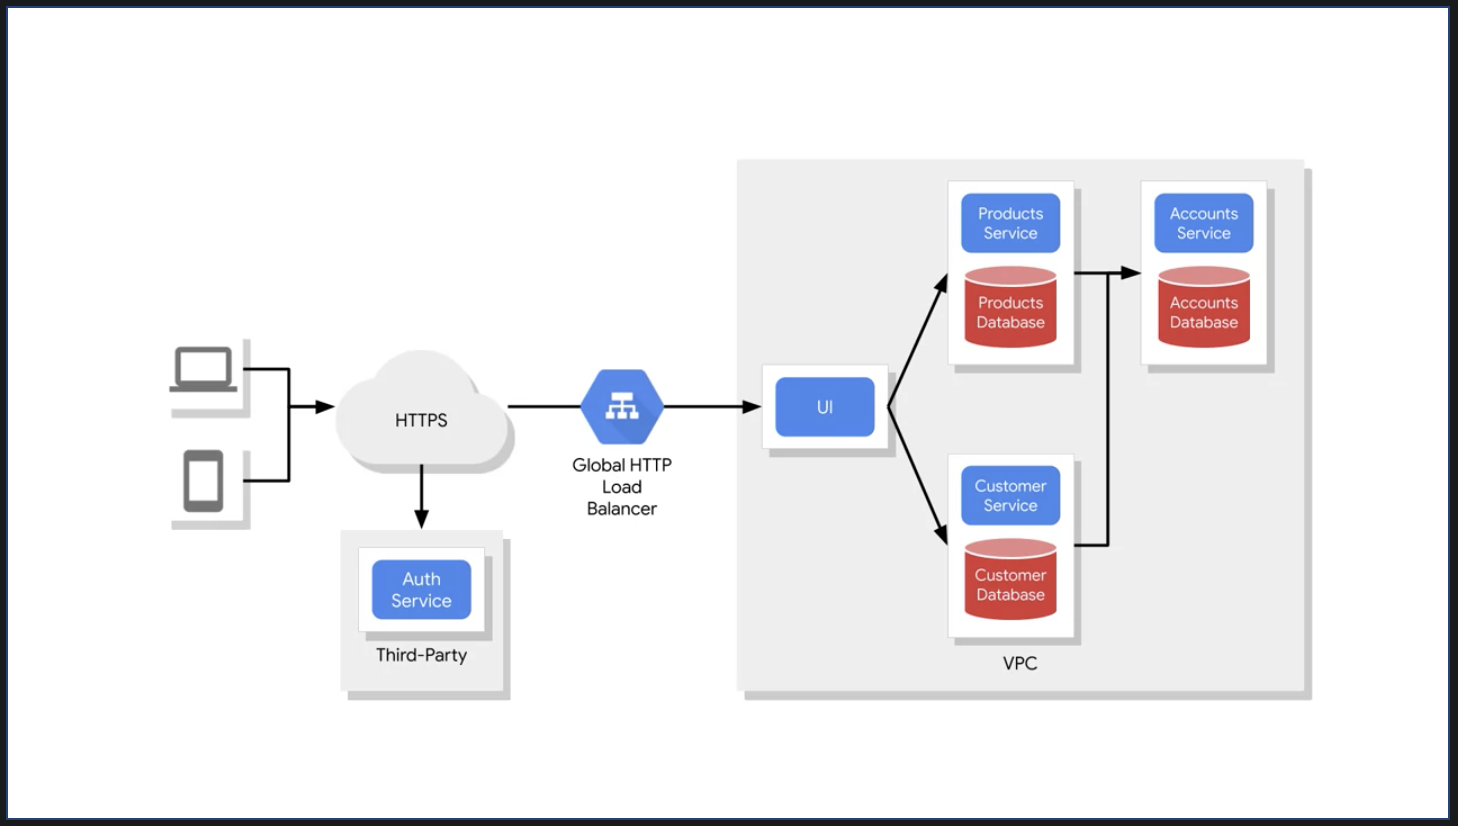 HTTPS
Auth
Service
Third-Party
Global HTTP
Load
Balancer
UI
Products
Service
Products
Database
Accounts
Service
Accounts
Database
Customer
Service
Customer
Database
VPC